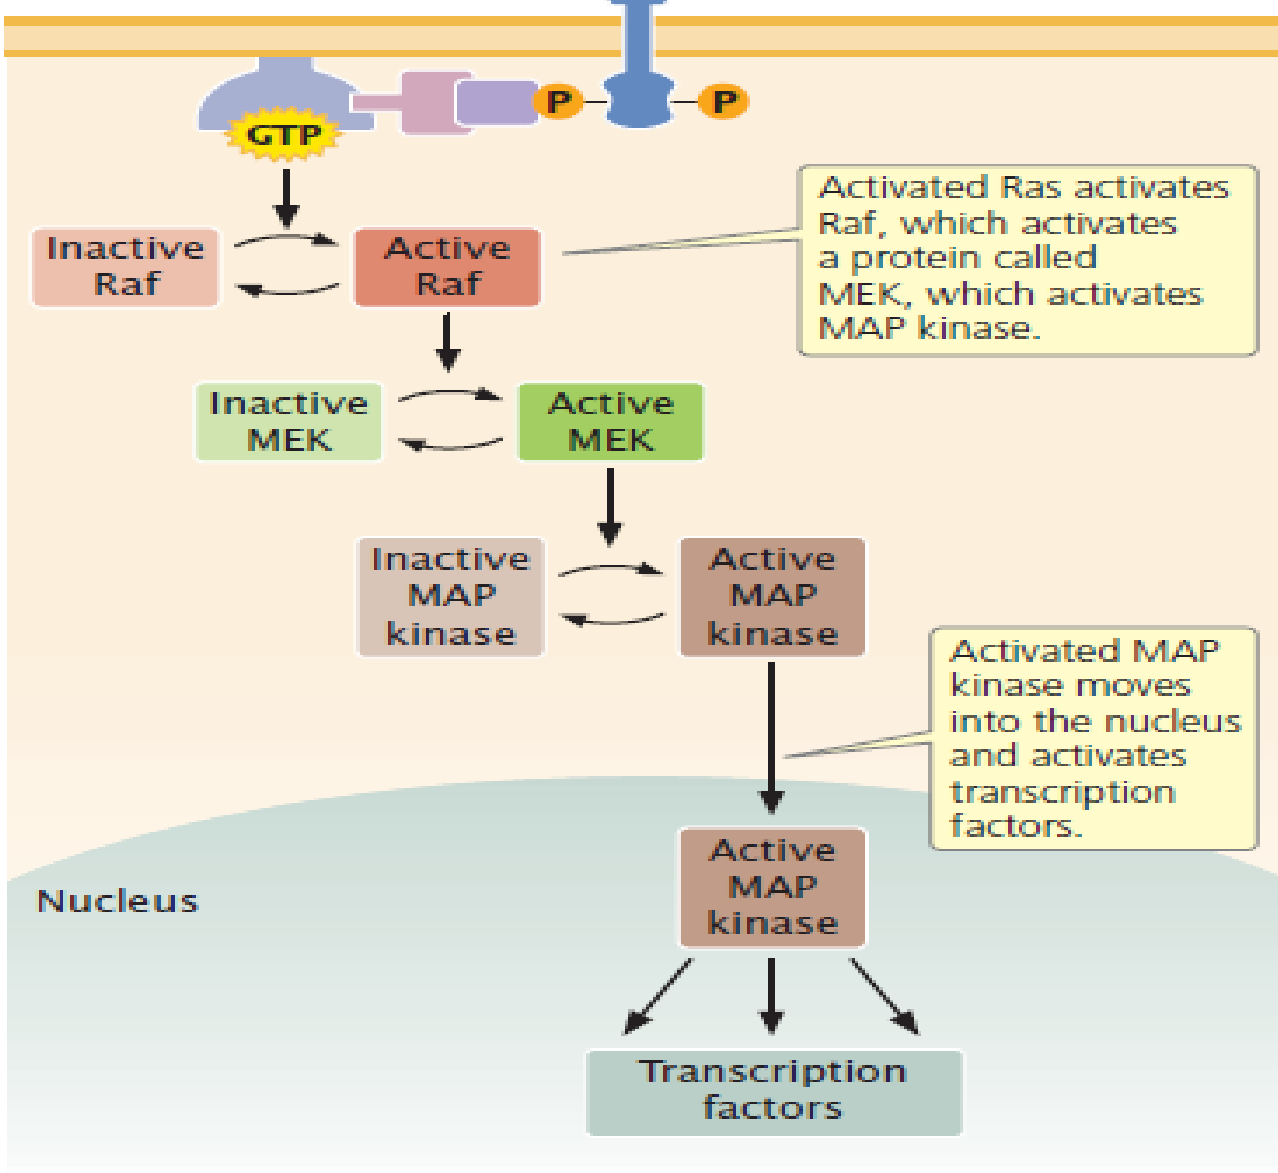 P
P
GTP
Activated Ras activates
Raf, which activates
a protein called
MEK, which activates
MAP kinase.
Inactive
Raf
Active
Raf
Inactive
MEK
Active
MEK
Inactive
MAP
kinase
Active
MAP
kinase
Activated MAP
kinase moves
into the nucleus
and activates
transcription
factors.
Nucleus
Active
MAP
kinase
Transcription
factors